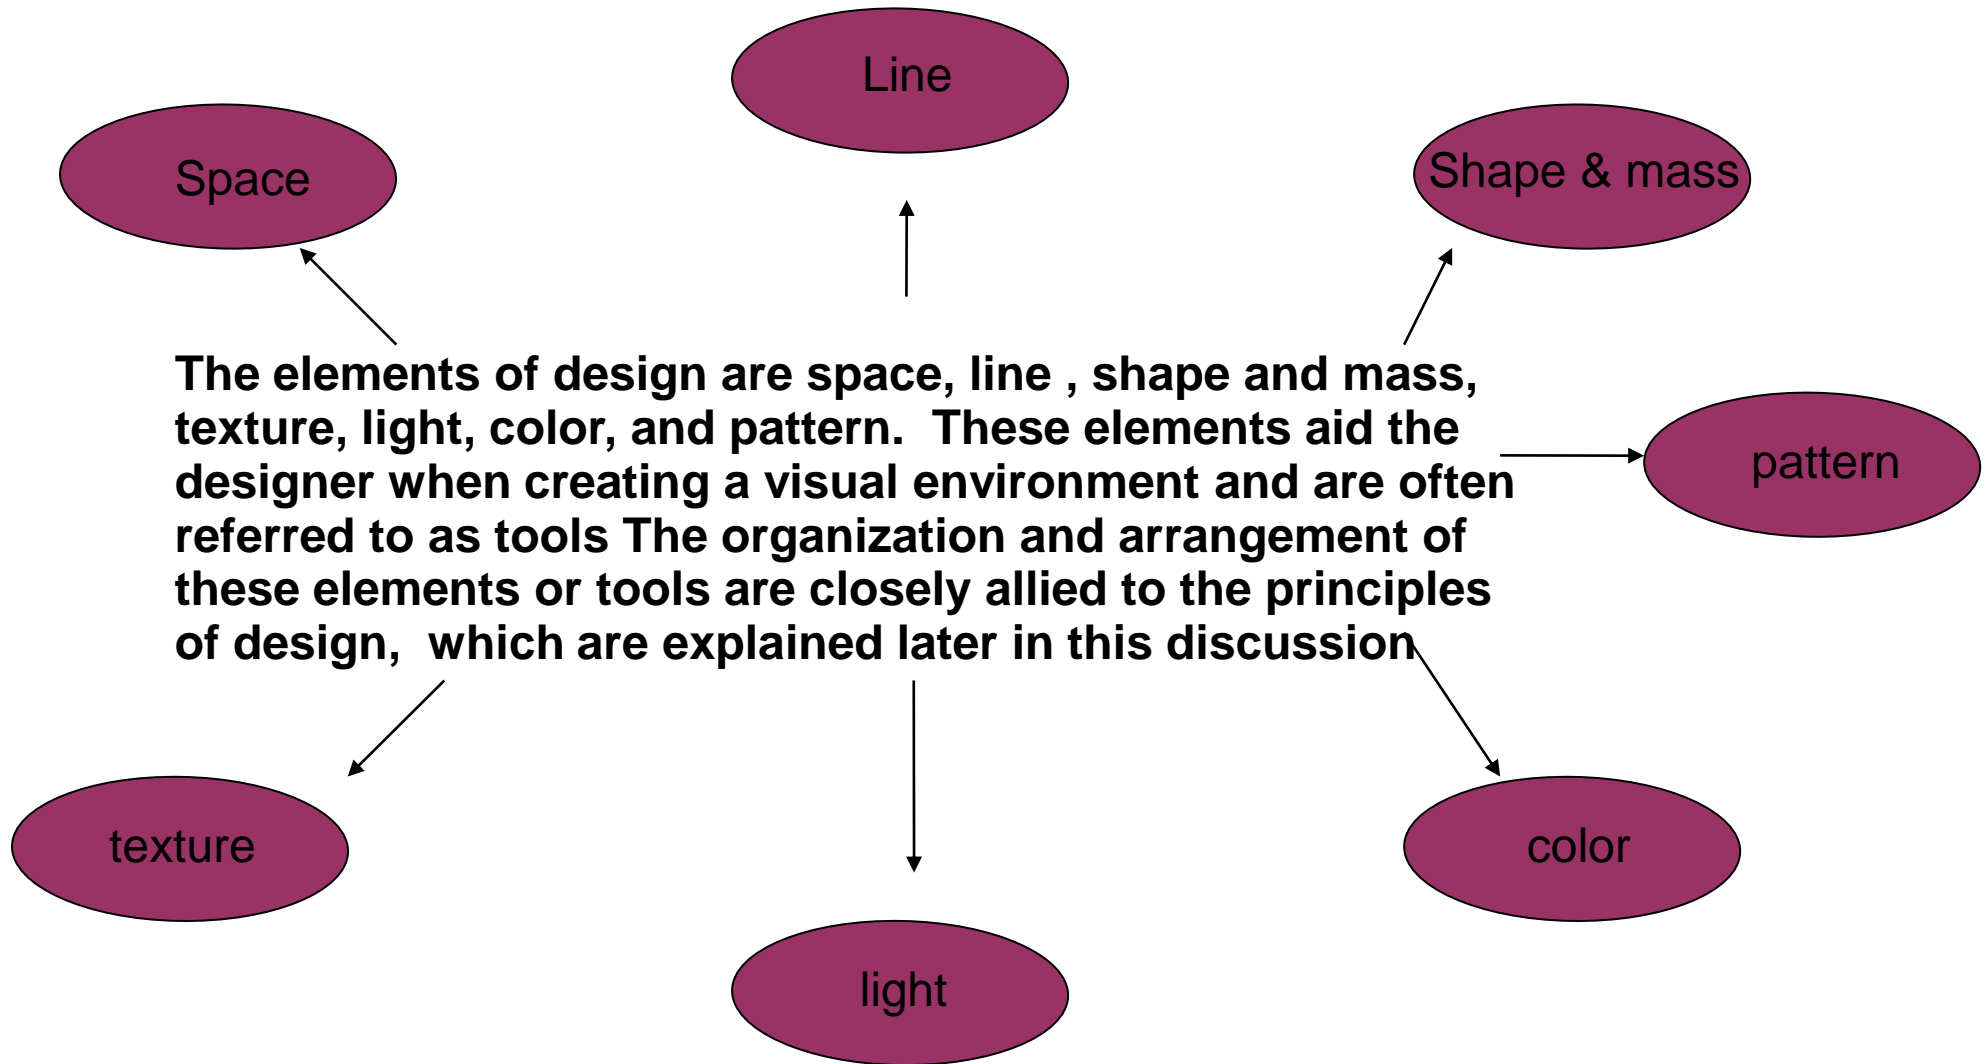 Line
Space
Shape & mass
The elements of design are space, line , shape and mass,
texture, light, color, and pattern.  These elements aid the
designer when creating a visual environment and are often
referred to as tools The organization and arrangement of
these elements or tools are closely allied to the principles
of design,  which are explained later in this discussion
pattern
texture
color
light